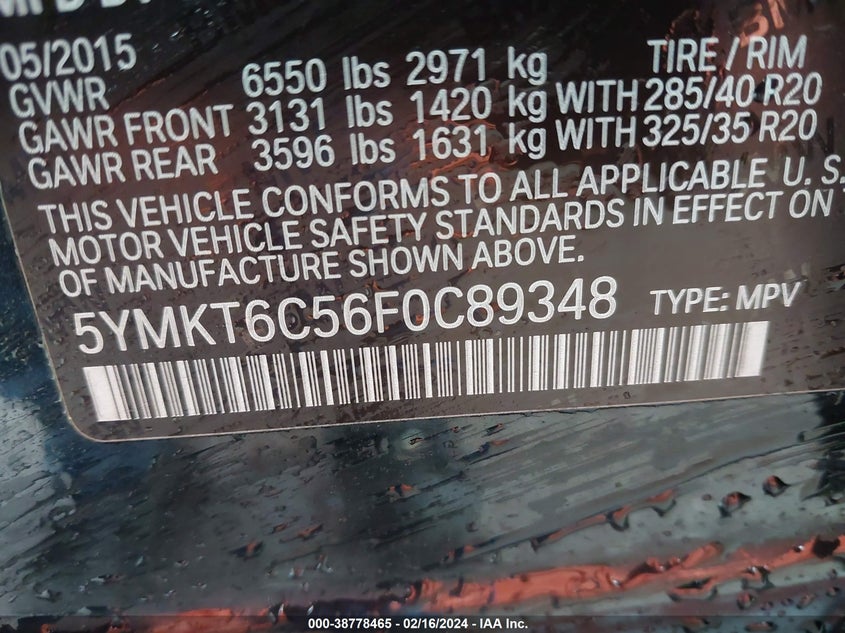 05/2015
GVWR 6550 lbs 2971 kg TIRE / RIM
GAWR FRONT 3131 lbs 1420 kg WITH 285/40 R20
GAWR REAR 3596 lbs 1631 kg WITH 325/35 R20
THIS VEHICLE CONFORMS TO ALL APPLICABLE U. S.
MOTOR VEHICLE SAFETY STANDARDS IN EFFECT ON
OF MANUFACTURE SHOWN ABOVE.
5YMKT6C56F0C89348 TYPE: MPV
000-38778465 - 02/16/2024 - IAA Inc.